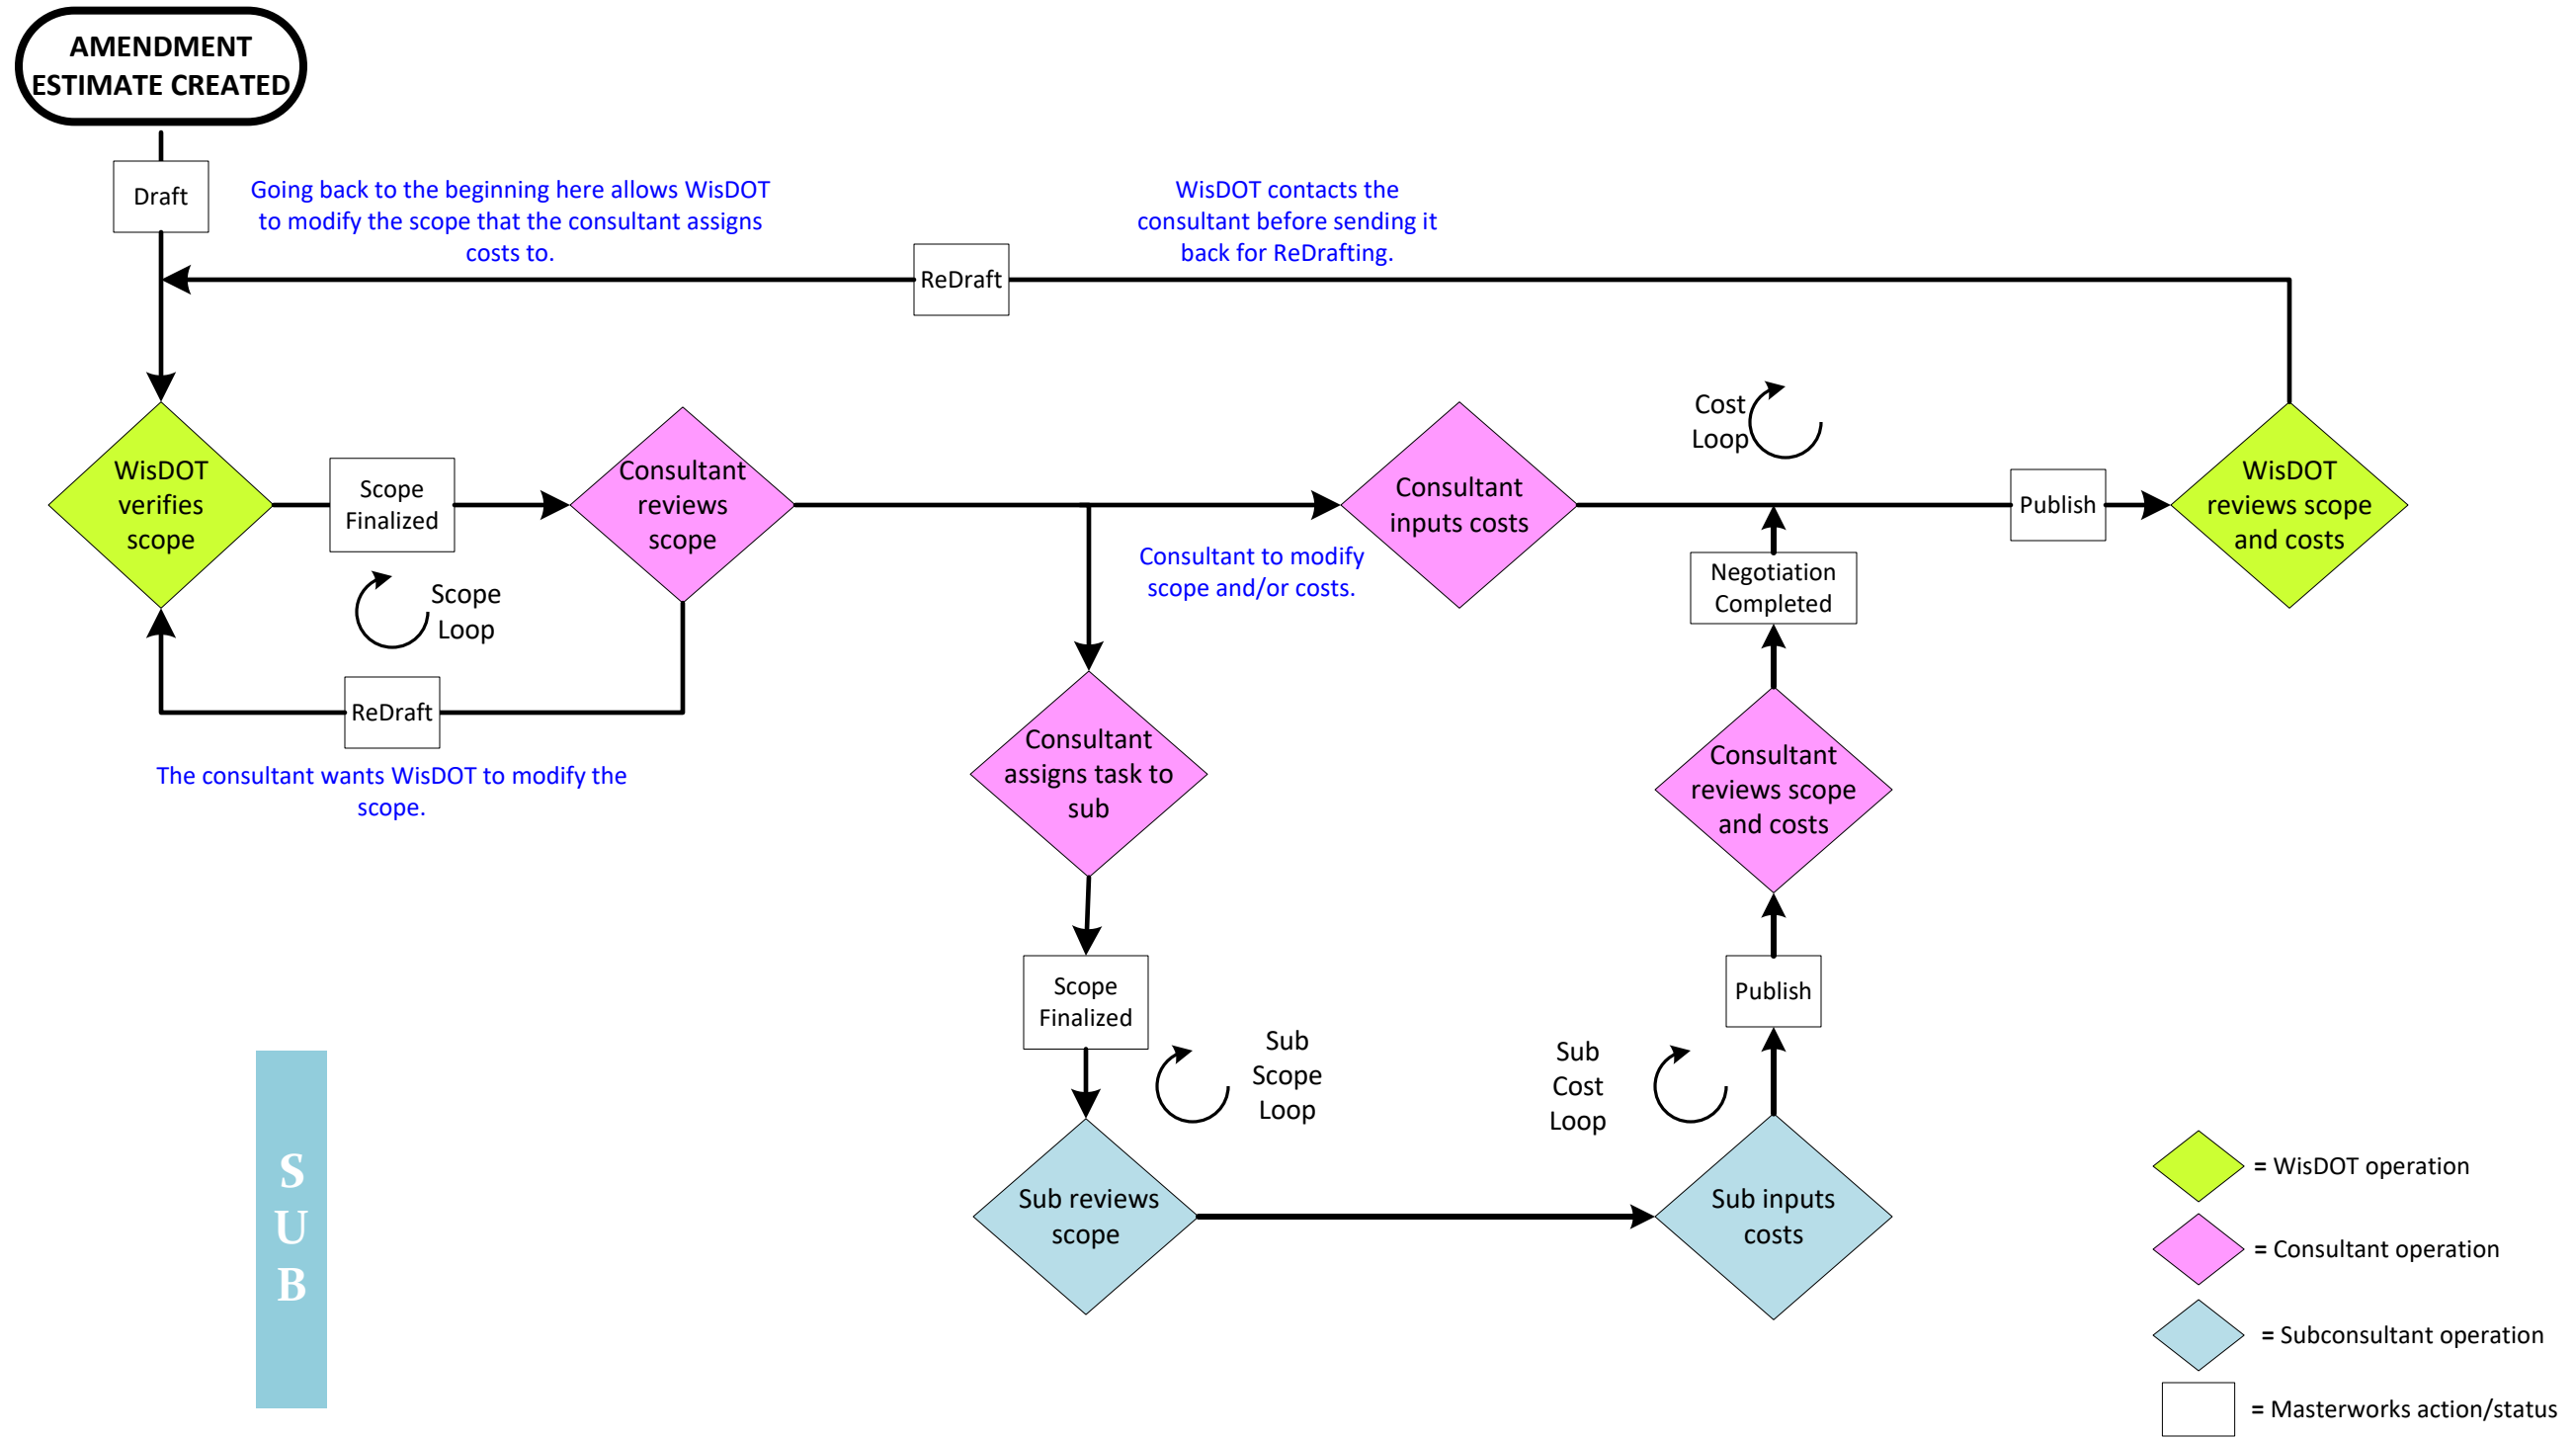 AMENDMENT
ESTIMATE CREATED
Draft
Going back to the beginning here allows WisDOT
to modify the scope that the consultant assigns
costs to.
WisDOT contacts the
consultant before sending it
back for ReDrafting.
ReDraft
Cost
Loop
WisDOT
verifies
scope
Scope
Finalized
Consultant
reviews
scope
Consultant
inputs costs
Publish
WisDOT
reviews scope
and costs
Scope
Loop
Consultant to modify
scope and/or costs.
Negotiation
Completed
ReDraft
The consultant wants WisDOT to modify the
scope.
Consultant
assigns task to
sub
Consultant
reviews scope
and costs
Scope
Finalized
Publish
Sub
Scope
Loop
Sub
Cost
Loop
Sub reviews
scope
Sub inputs
costs
S
U
B
= WisDOT operation
= Consultant operation
= Subconsultant operation
= Masterworks action/status